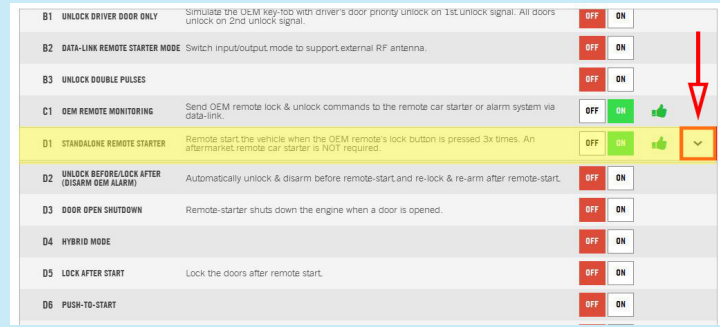 B1 UNLOCK DRIVER DOOR ONLY Simulate the OEM key-fob with driver's door priority unlock on 1st.unlock signal. All doors unlock on 2nd unlock signal. OFF ON
B2 DATA-LINK REMOTE STARTER MODE Switch input/output mode to support external RF antenna. OFF ON
B3 UNLOCK DOUBLE PULSES OFF ON
C1 OEM REMOTE MONITORING Send OEM remote lock & unlock commands to the remote car starter or alarm system via data-link. OFF ON
D1 STANDALONE REMOTE STARTER Remote start the vehicle when the OEM remote's lock button is pressed 3x times. An aftermarket remote car starter is NOT required. OFF ON
D2 UNLOCK BEFORE/LOCK AFTER (DISARM OEM ALARM) Automatically unlock & disarm before remote-start and re-lock & re-arm after remote-start. OFF ON
D3 DOOR OPEN SHUTDOWN Remote-starter shuts down the engine when a door is opened. OFF ON
D4 HYBRID MODE OFF ON
D5 LOCK AFTER START Lock the doors after remote start. OFF ON
D6 PUSH-TO-START OFF ON